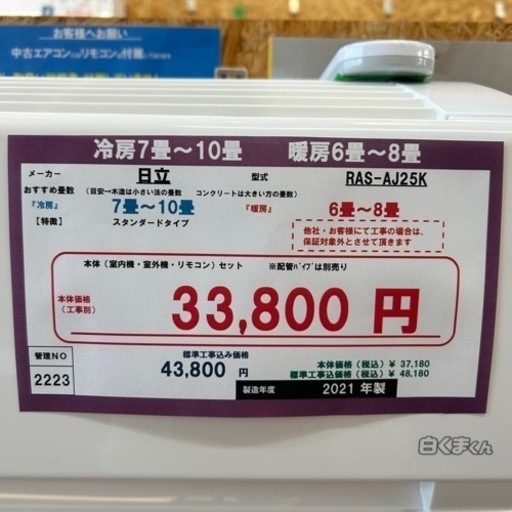 お客様へお願い
中古エアコンはリモコンが付属
冷房7畳～10畳 暖房6畳～8畳
メーカー 日立 型式 RAS-AJ25K
おすすめ畳数 (目安→木造は小さい法の畳数 コンクリートは大きい方の畳数)
『冷房』 7畳～10畳 『暖房』 6畳～8畳
【特徴】 スタンダードタイプ
他社・お客様にて工事の場合は、
保証対象外とさせて頂きます
本体（室内機・室外機・リモコン）セット ※配管ﾊﾟｲﾌﾟは別売り
本体価格
(工事別)
33,800 円
管理NO
2223
標準工事込み価格
43,800 円
本体価格（税込）¥ 37,180
標準工事込価格（税込）¥ 48,180
製造年度 2021 年製
白くまくん